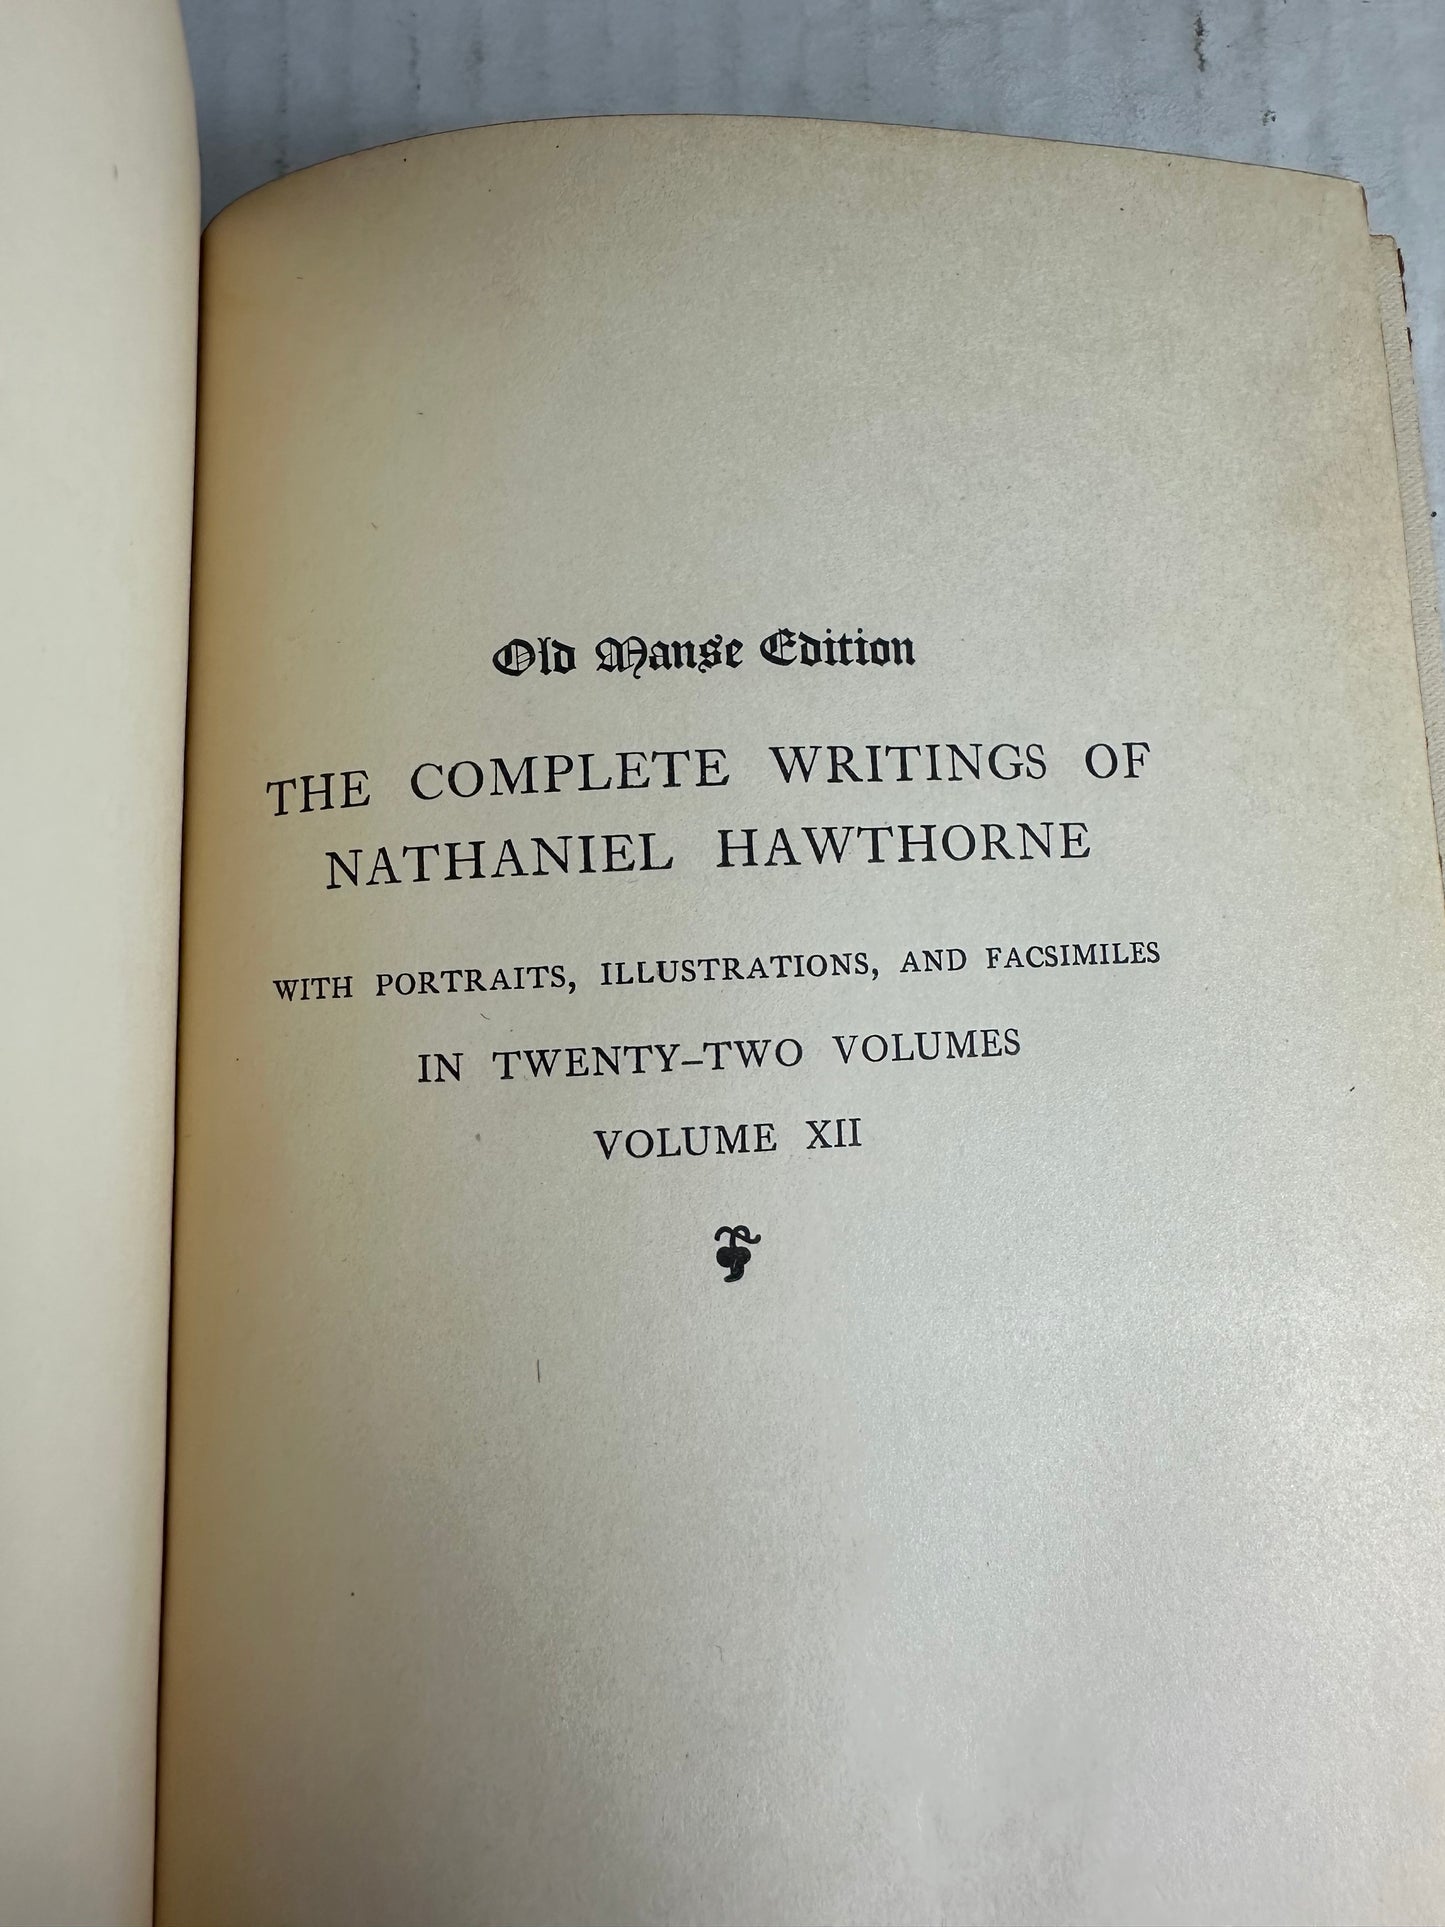 Old Manse Edition
THE COMPLETE WRITINGS OF
NATHANIEL HAWTHORNE
WITH PORTRAITS, ILLUSTRATIONS, AND FACSIMILES
IN TWENTY-TWO VOLUMES
VOLUME XII